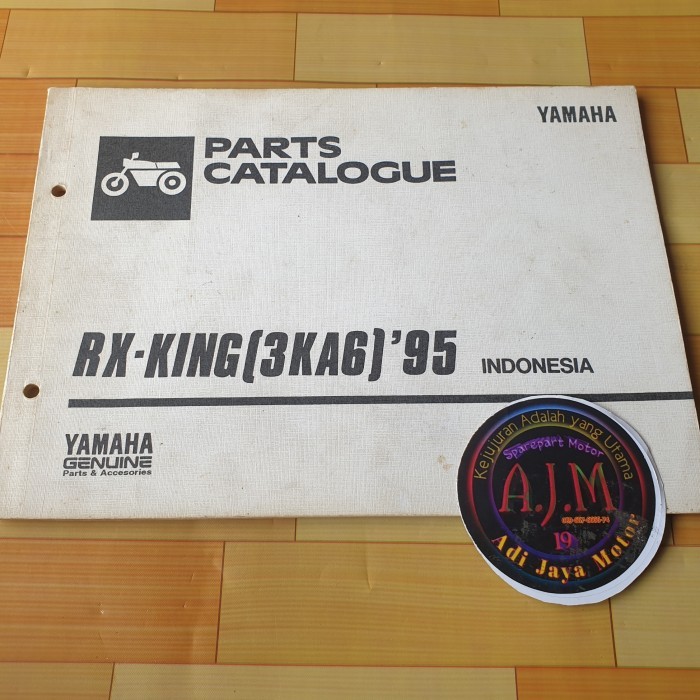 YAMAHA
PARTS
CATALOGUE
RX-KING(3KA6)'95 INDONESIA
YAMAHA
GENUINE
Parts & Accesories
Kejujuran Adalah yang Utama
Sparepart Motor
A.J.M
19
Adi Jaya Motor